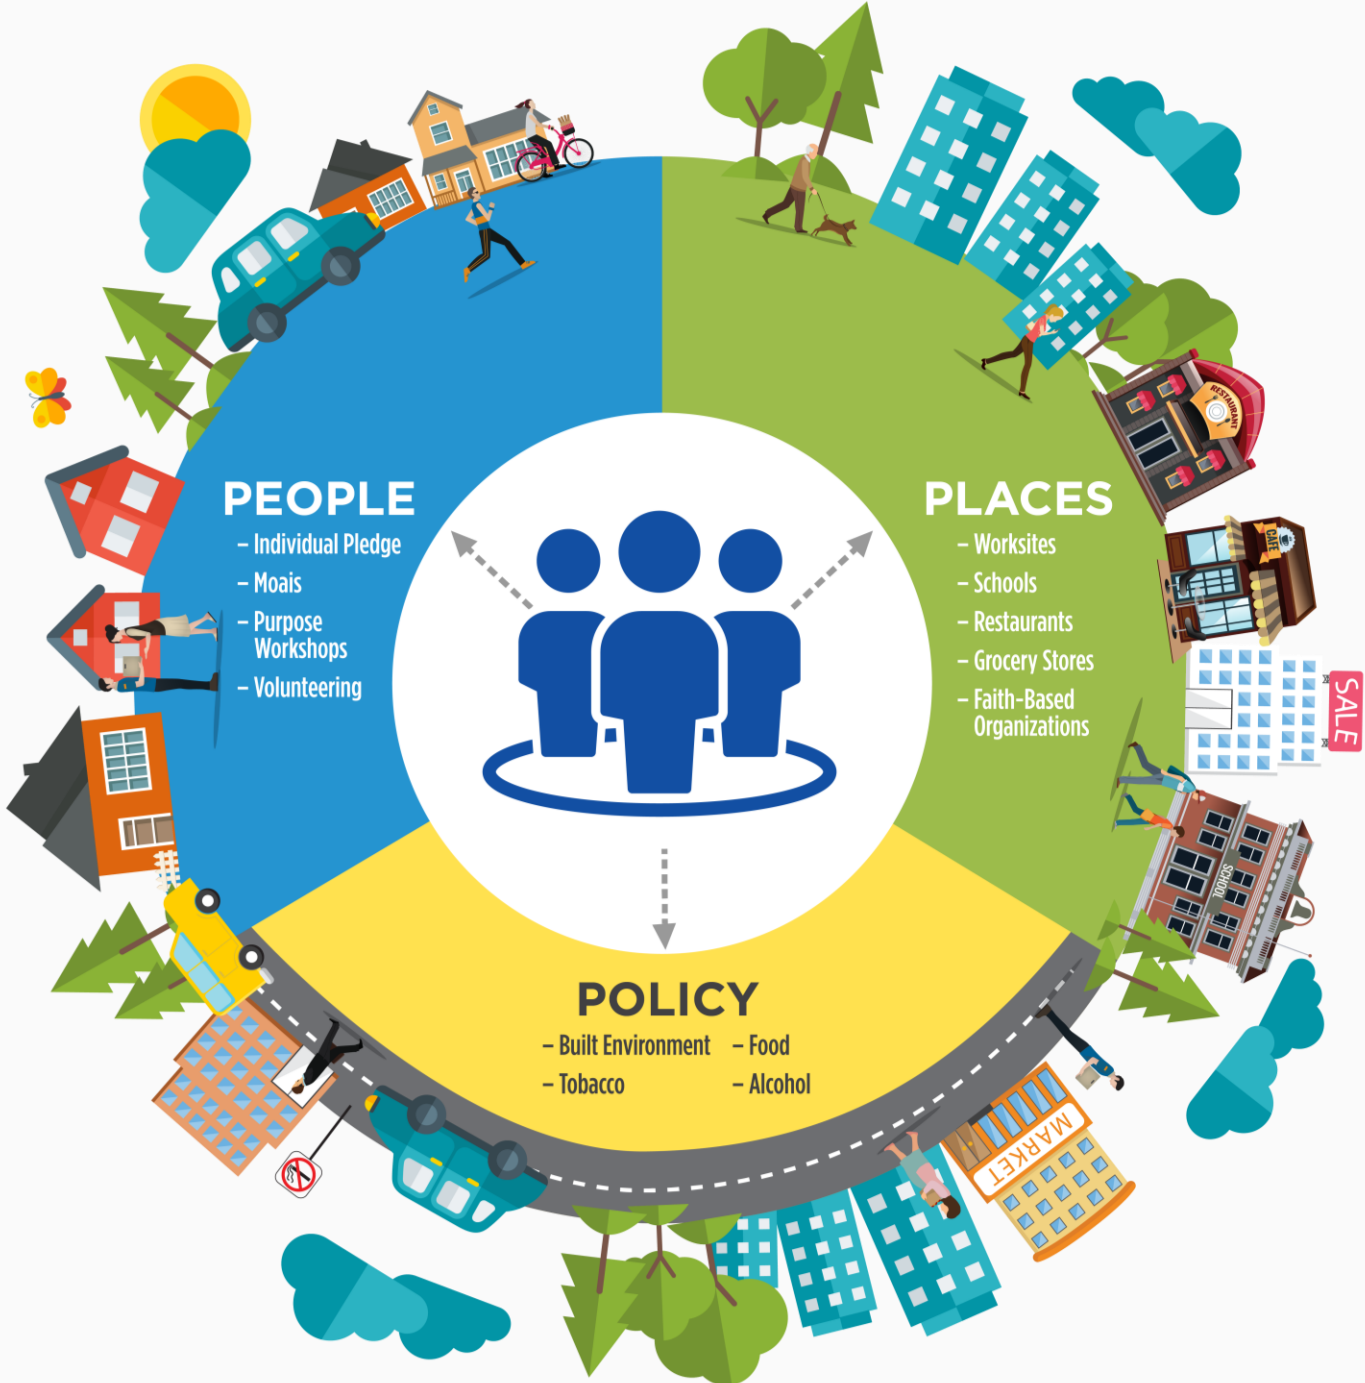 PEOPLE
– Individual Pledge
– Moais
– Purpose
Workshops
– Volunteering
PLACES
– Worksites
– Schools
– Restaurants
– Grocery Stores
– Faith-Based
Organizations
POLICY
– Built Environment
– Food
– Tobacco
– Alcohol
RESTAURANT
CAFE
SALE
SCHOOL
MARKET